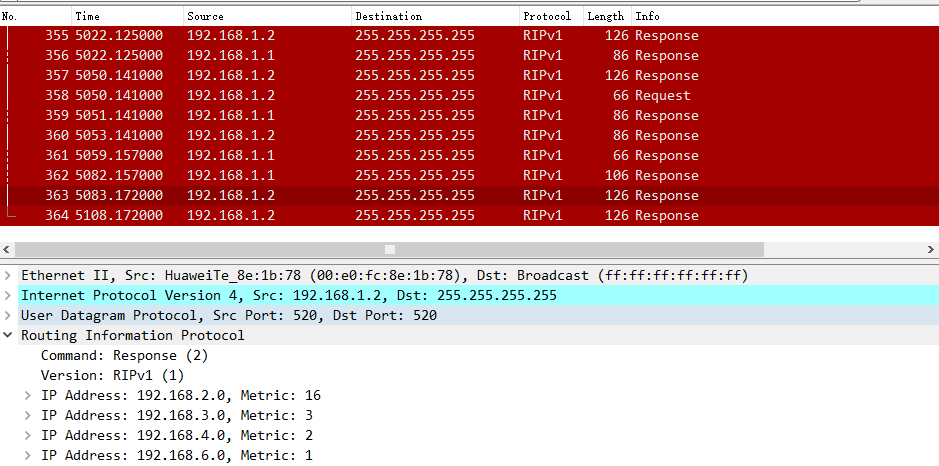 No. Time Source Destination Protocol Length Info
355 5022.125000 192.168.1.2 255.255.255.255 RIPv1 126 Response
356 5022.125000 192.168.1.1 255.255.255.255 RIPv1 86 Response
357 5050.141000 192.168.1.2 255.255.255.255 RIPv1 126 Response
358 5050.141000 192.168.1.2 255.255.255.255 RIPv1 66 Request
359 5051.141000 192.168.1.1 255.255.255.255 RIPv1 86 Response
360 5053.141000 192.168.1.2 255.255.255.255 RIPv1 86 Response
361 5059.157000 192.168.1.1 255.255.255.255 RIPv1 66 Response
362 5082.157000 192.168.1.1 255.255.255.255 RIPv1 106 Response
363 5083.172000 192.168.1.2 255.255.255.255 RIPv1 126 Response
364 5108.172000 192.168.1.2 255.255.255.255 RIPv1 126 Response
Ethernet II, Src: HuaweiTe_8e:1b:78 (00:e0:fc:8e:1b:78), Dst: Broadcast (ff:ff:ff:ff:ff:ff)
Internet Protocol Version 4, Src: 192.168.1.2, Dst: 255.255.255.255
User Datagram Protocol, Src Port: 520, Dst Port: 520
Routing Information Protocol
Command: Response (2)
Version: RIPv1 (1)
IP Address: 192.168.2.0, Metric: 16
IP Address: 192.168.3.0, Metric: 3
IP Address: 192.168.4.0, Metric: 2
IP Address: 192.168.6.0, Metric: 1